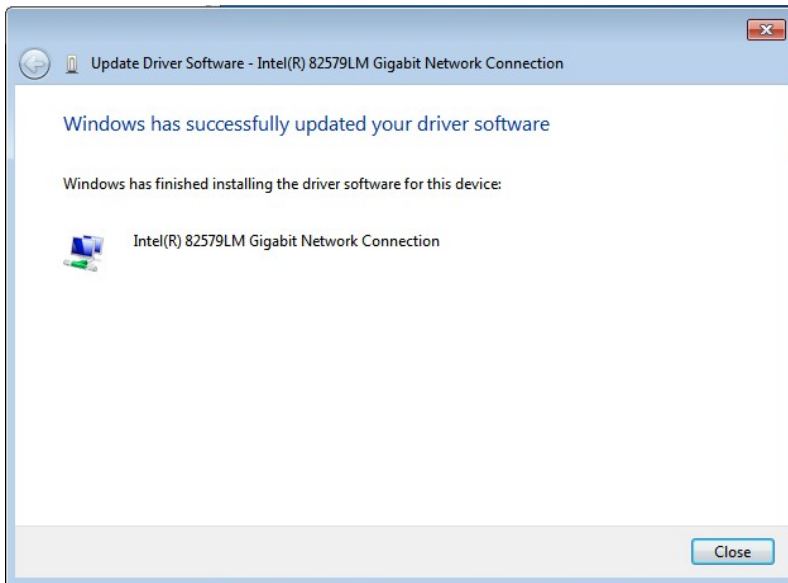 Update Driver Software - Intel(R) 82579LM Gigabit Network Connection
Windows has successfully updated your driver software
Windows has finished installing the driver software for this device:
Intel(R) 82579LM Gigabit Network Connection
Close